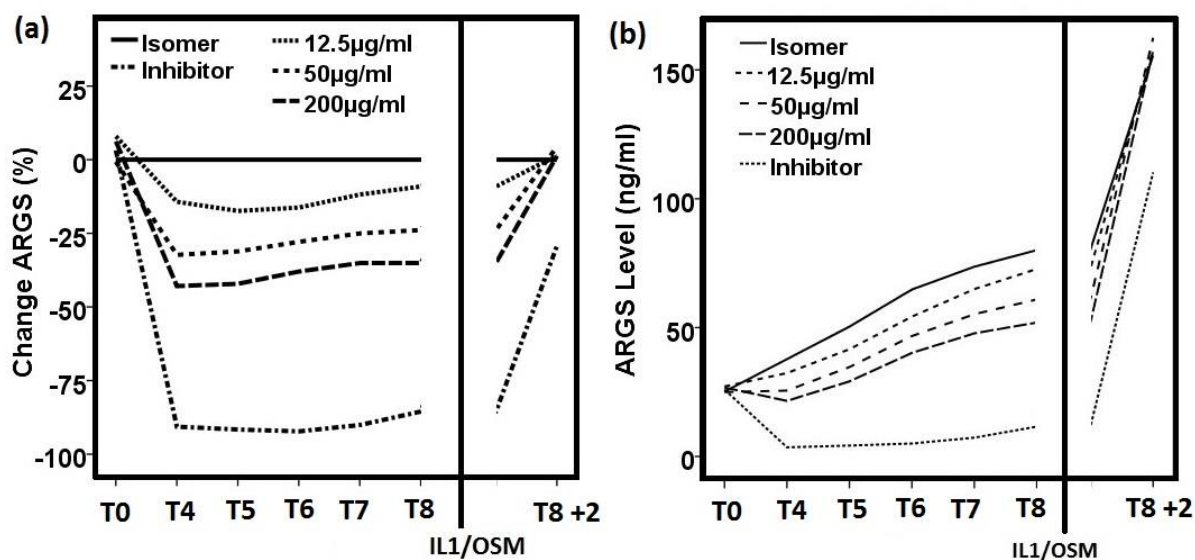 (a)
Isomer
Inhibitor
12.5µg/ml
50µg/ml
200µg/ml
Change ARGS (%)
25
0
-25
-50
-75
-100
T0 T4 T5 T6 T7 T8 T8 +2
IL1/OSM
(b)
Isomer
12.5µg/ml
50µg/ml
200µg/ml
Inhibitor
ARGS Level (ng/ml)
150
100
50
0
T0 T4 T5 T6 T7 T8 T8 +2
IL1/OSM